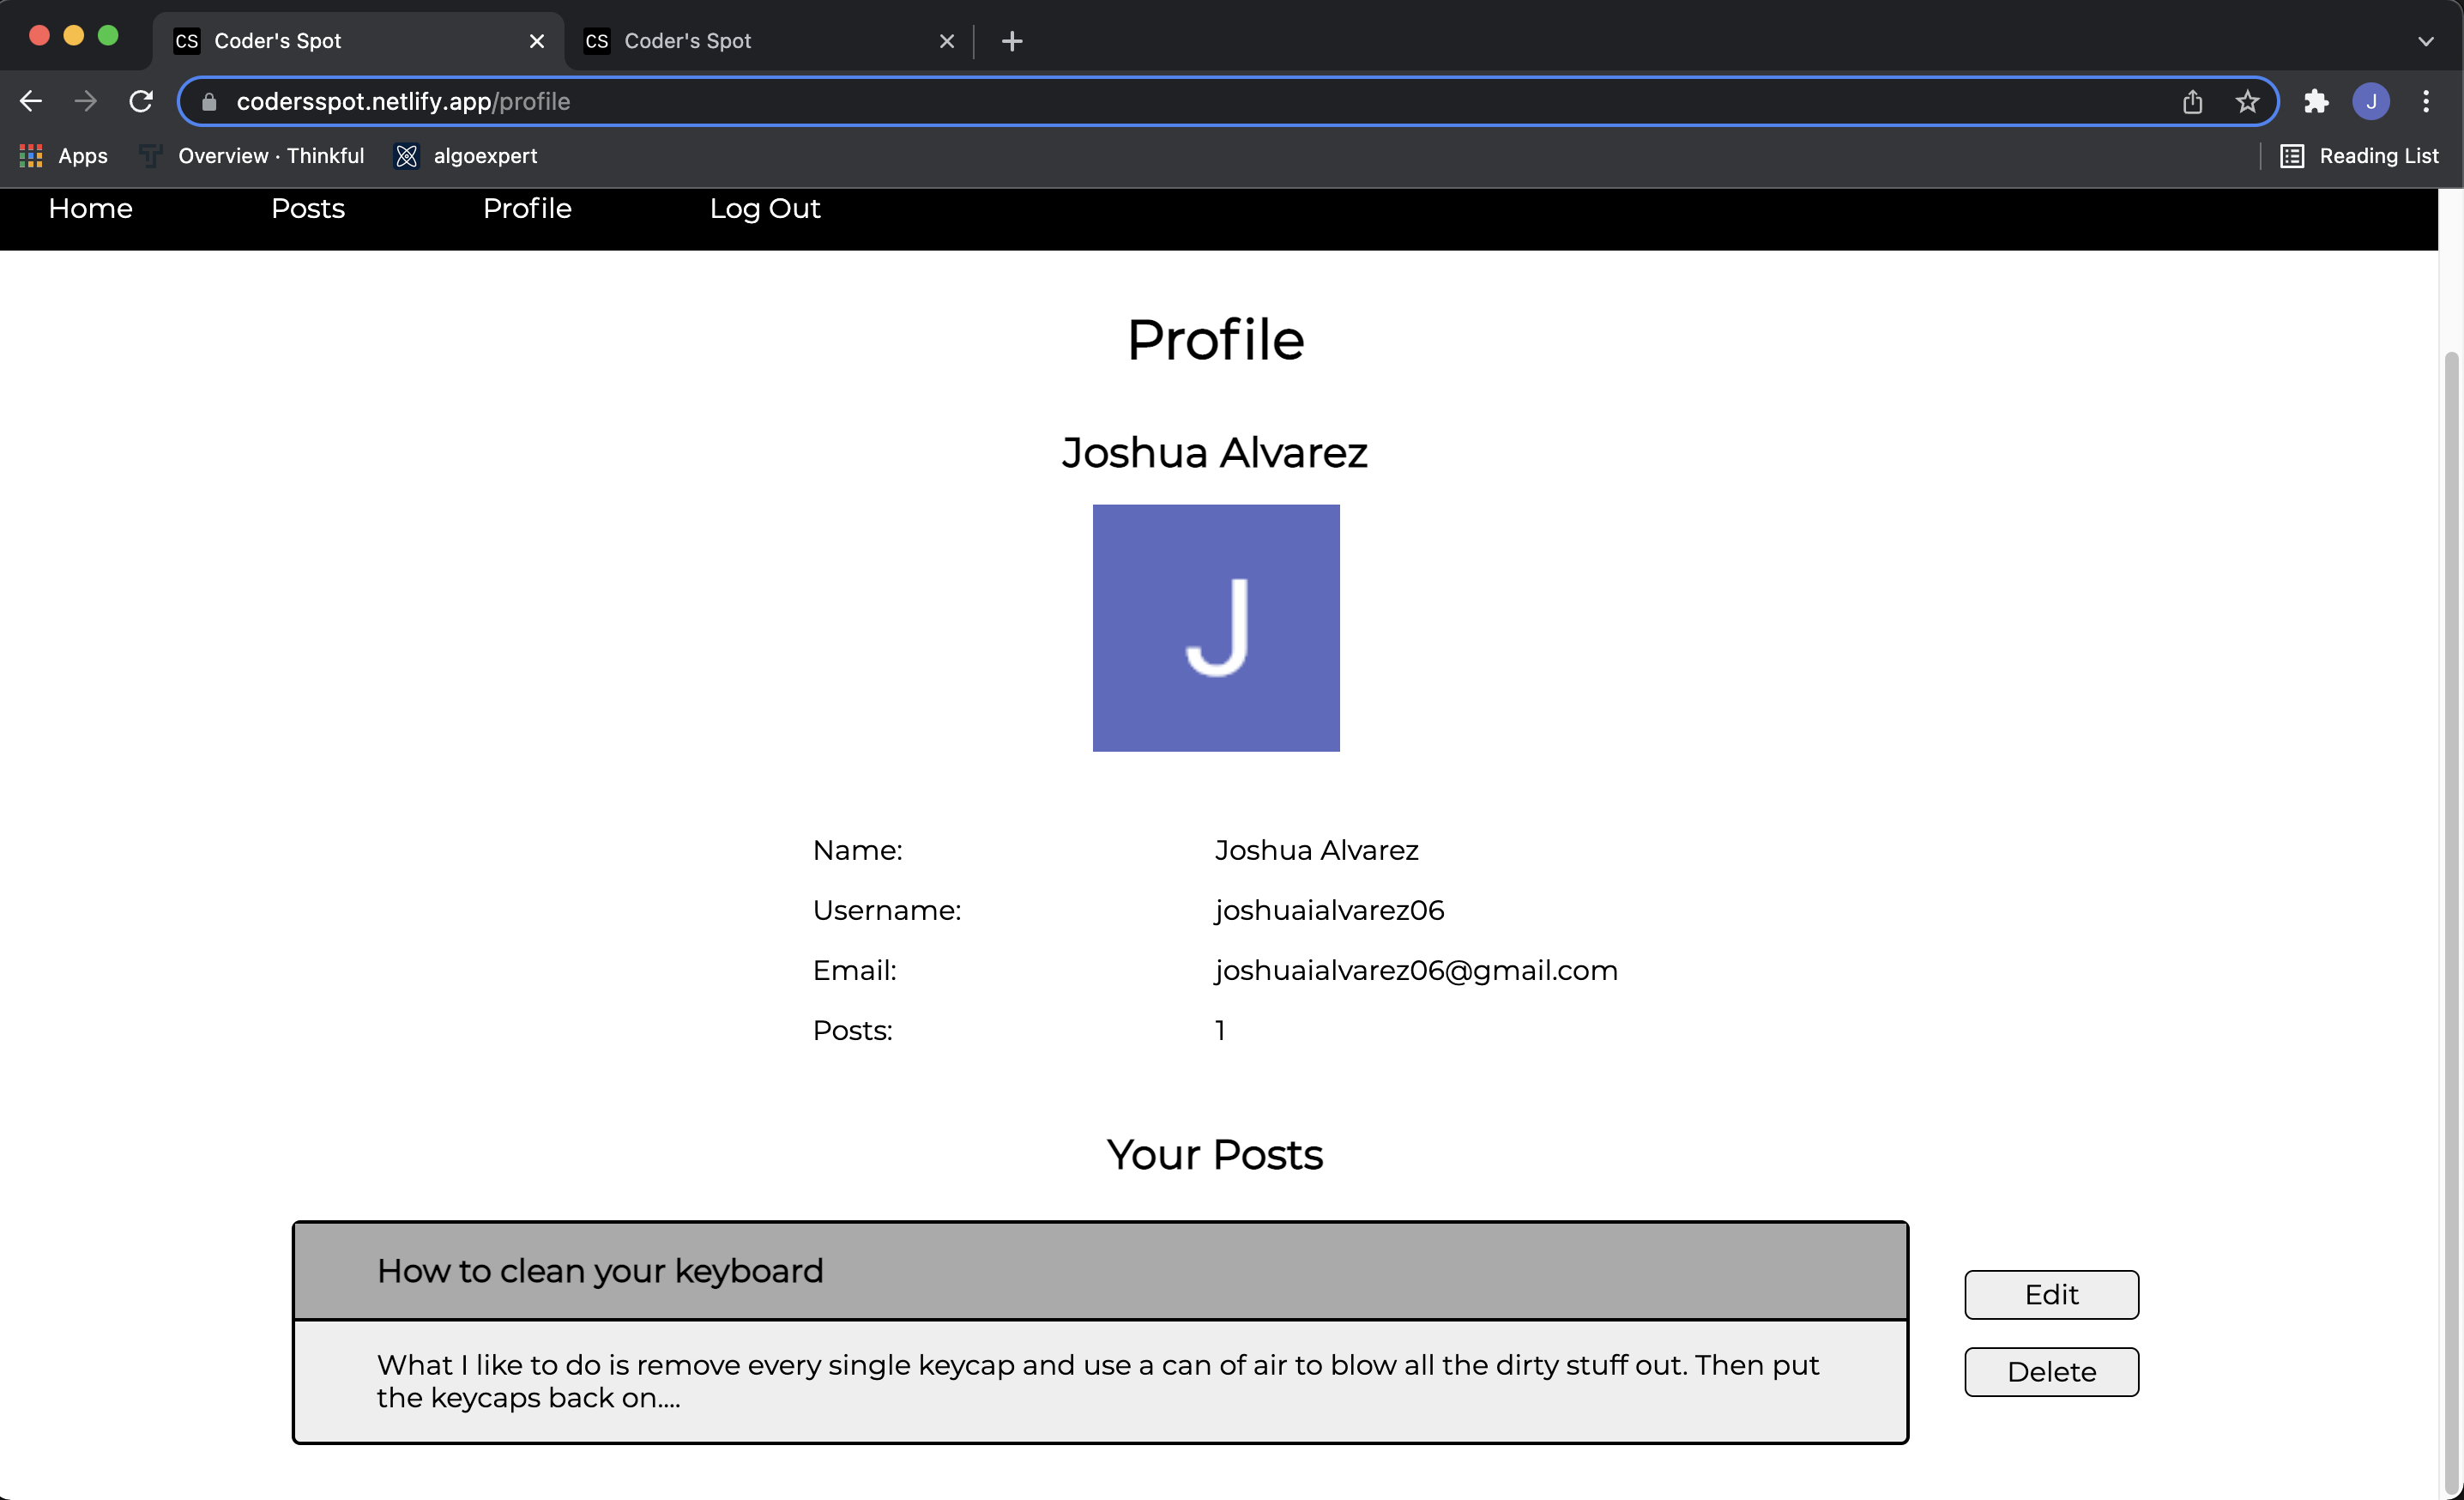 CS Coder's Spot CS Coder's Spot
codersspot.netlify.app/profile J
Apps Overview · Thinkful algoexpert Reading List
Home Posts Profile Log Out
Profile
Joshua Alvarez
J
Name: Joshua Alvarez
Username: joshuaialvarez06
Email: joshuaialvarez06@gmail.com
Posts: 1
Your Posts
How to clean your keyboard
Edit
What I like to do is remove every single keycap and use a can of air to blow all the dirty stuff out. Then put
the keycaps back on....
Delete